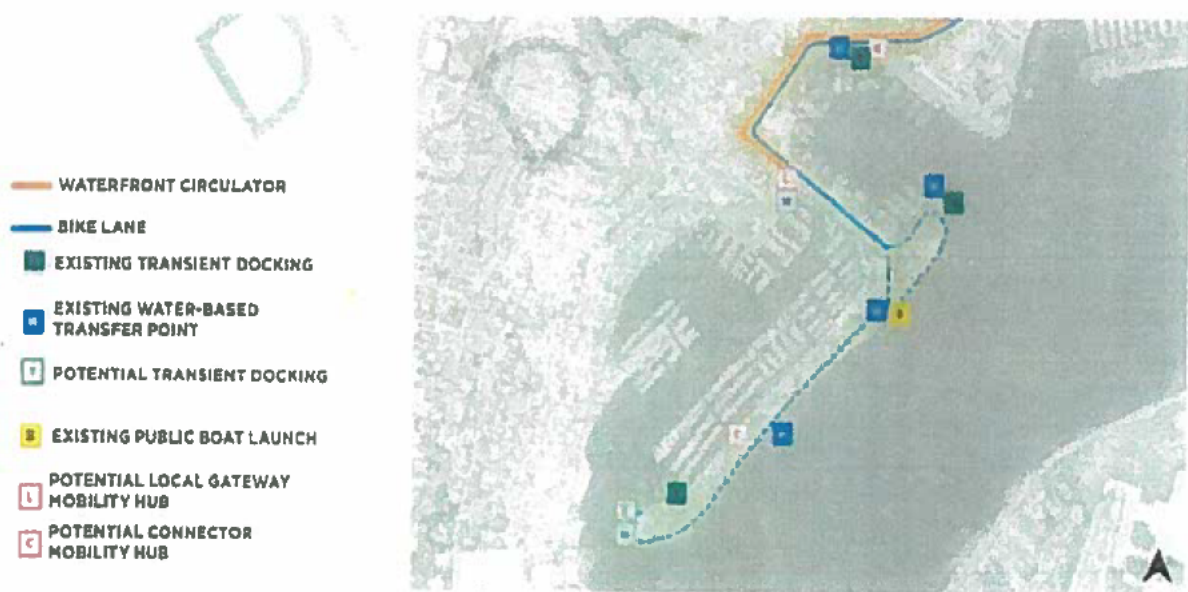 WATERFRONT CIRCULATOR
BIKE LANE
EXISTING TRANSIENT DOCKING
W
EXISTING WATER-BASED
TRANSFER POINT
T
POTENTIAL TRANSIENT DOCKING
B
EXISTING PUBLIC BOAT LAUNCH
L
POTENTIAL LOCAL GATEWAY
MOBILITY HUB
C
POTENTIAL CONNECTOR
MOBILITY HUB
L
W
B
C